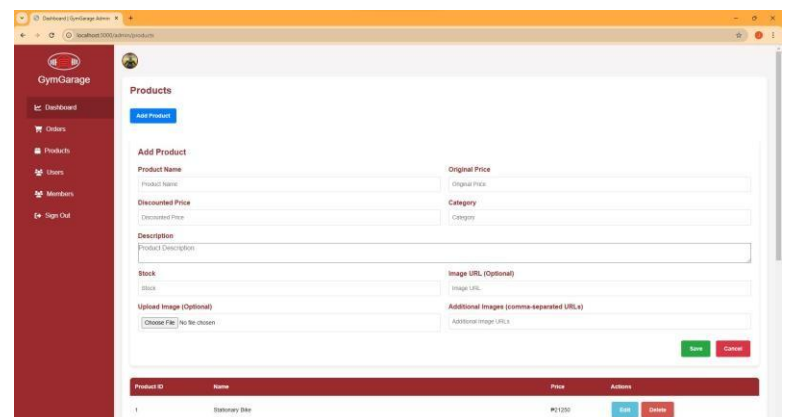 Dashboard | GymGarage Admin
localhost:3000/admin/products
GymGarage
Dashboard
Orders
Products
Users
Members
Sign Out
Products
Add Product
Add Product
Product Name
Original Price
Product Name
Original Price
Discounted Price
Category
Discounted Price
Category
Description
Product Description
Stock
Image URL (Optional)
Stock
Image URL
Upload Image (Optional)
Additional Images (comma-separated URLs)
Choose File No file chosen
Additional Image URLs
Save Cancel
Product ID Name Price Actions
1 Stationary Bike ₱21250 Edit Delete